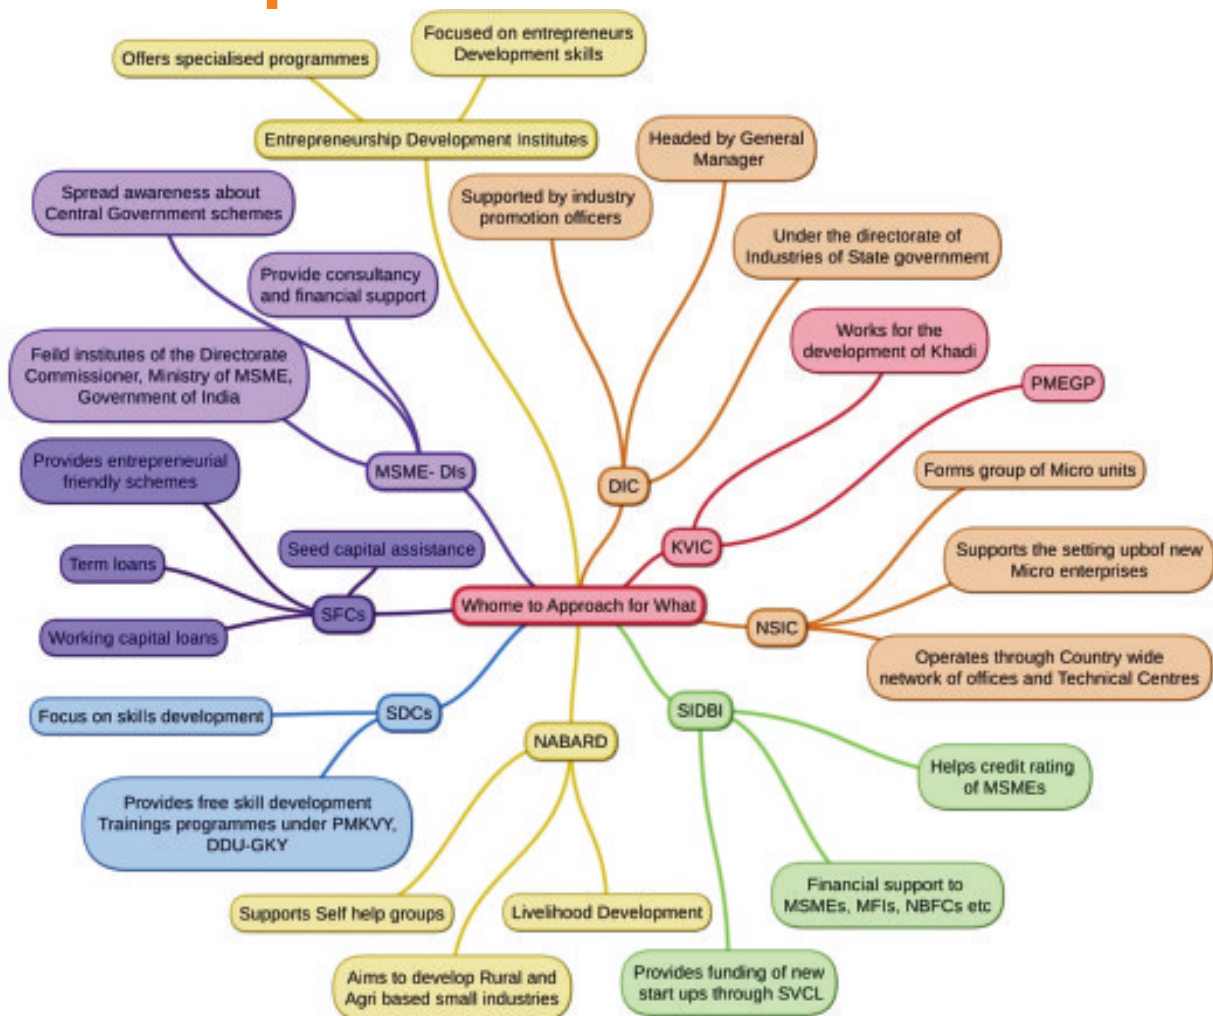 Focused on entrepreneurs
Development skills
Offers specialised programmes
Entrepreneurship Development Institutes
Headed by General
Manager
Supported by industry
promotion officers
Under the directorate of
Industries of State government
Spread awareness about
Central Government schemes
Provide consultancy
and financial support
Feild institutes of the Directorate
Commissioner, Ministry of MSME,
Government of India
MSME- DIs
DIC
Works for the
development of Khadi
PMEGP
KVIC
Provides entrepreneurial
friendly schemes
Seed capital assistance
Term loans
SFCs
Working capital loans
Whome to Approach for What
Forms group of Micro units
Supports the setting upbof new
Micro enterprises
NSIC
Operates through Country wide
network of offices and Technical Centres
Focus on skills development
SDCs
Provides free skill development
Trainings programmes under PMKVY,
DDU-GKY
NABARD
Supports Self help groups
Livelihood Development
Aims to develop Rural and
Agri based small industries
SIDBI
Helps credit rating
of MSMEs
Financial support to
MSMEs, MFIs, NBFCs etc
Provides funding of new
start ups through SVCL